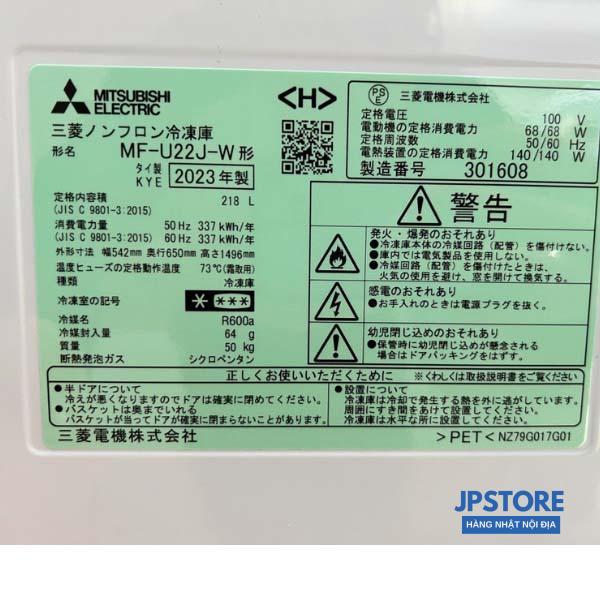 MITSUBISHI
ELECTRIC
<H>
三菱ノンフロン冷凍庫
形名 MF-U22J-W 形
タイ製
KYE 2023年製
PS
E 三菱電機株式会社
定格電圧 100 V
電動機の定格消費電力 68/68 W
定格周波数 50/60 Hz
電熱装置の定格消費電力 140/140 W
製造番号 301608
定格内容積 218 L
(JIS C 9801-3:2015)
消費電力量 50 Hz 337 kWh/年
(JIS C 9801-3:2015) 60 Hz 337 kWh/年
外形寸法 幅542mm 奥行650mm 高さ1496mm
温度ヒューズの定格動作温度 73℃(霜取用)
種類 冷凍庫
冷凍室の記号 ****
冷媒名 R600a
冷媒封入量 64 g
質量 50 kg
断熱発泡ガス シクロペンタン
警告
発火・爆発のおそれあり
●冷凍庫本体の冷媒回路(配管)を傷付けない。
●庫内では電気製品を使用しない。
●冷媒回路(配管)を傷付けたときは、
火気の使用を避け、窓を開けて換気する。
感電のおそれあり
●お手入れのときは電源プラグを抜く。
幼児閉じ込めのおそれあり
●保管時に幼児閉じ込めが懸念される
場合はドアパッキングをはずす。
正しくお使いいただくために ※くわしくは取扱説明書をご覧ください
●半ドアについて
冷えが悪くなりますのでドアは確実に閉めてください。
●バスケットは奥までいれる
バスケットが当ってドアが確実に閉まらないことがあります。
●設置について
冷凍庫は冷却で発生する熱を外に逃がしています。
周囲にすき間をあけて設置してください。
冷凍庫は水平な所に設置してください。
三菱電機株式会社
>PET< NZ79G017G01
JPSTORE
HÀNG NHẬT NỘI ĐỊA